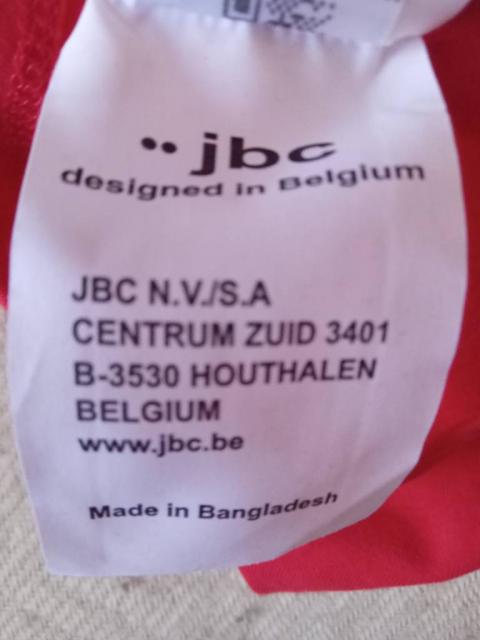 jbc
designed in Belgium
JBC N.V./S.A
CENTRUM ZUID 3401
B-3530 HOUTHALEN
BELGIUM
www.jbc.be
Made in Bangladesh